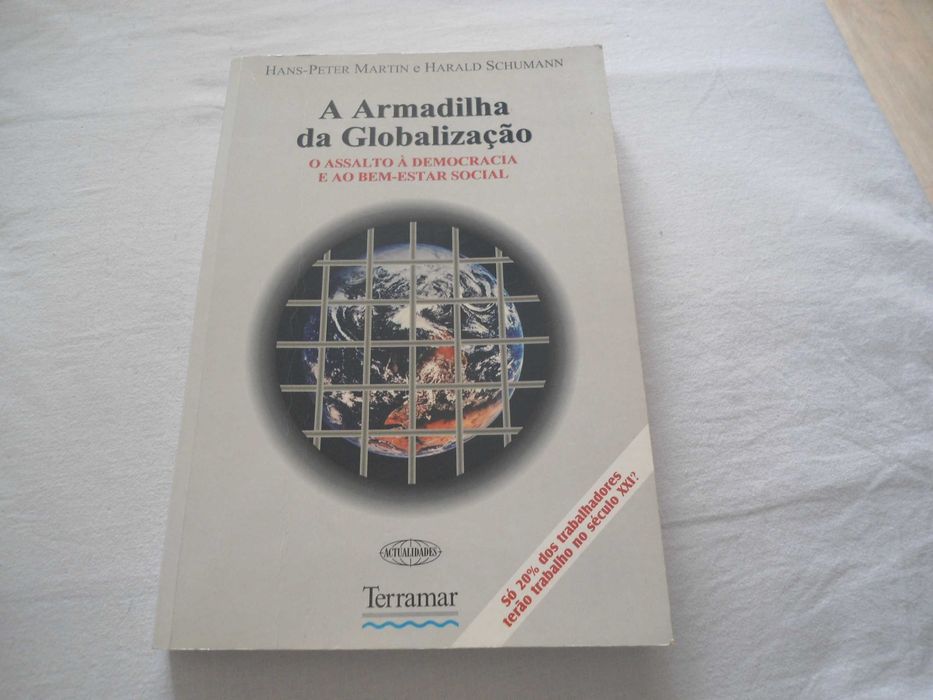 HANS-PETER MARTIN e HARALD SCHUMANN
A Armadilha
da Globalização
O ASSALTO À DEMOCRACIA
E AO BEM-ESTAR SOCIAL
ACTUALIDADES
Terramar
Só 20% dos trabalhadores
terão trabalho no século XXI?